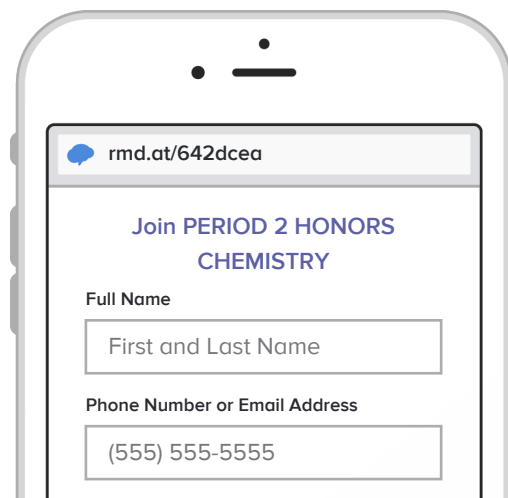 rmd.at/642dcea
Join PERIOD 2 HONORS
CHEMISTRY
Full Name
First and Last Name
Phone Number or Email Address
(555) 555-5555